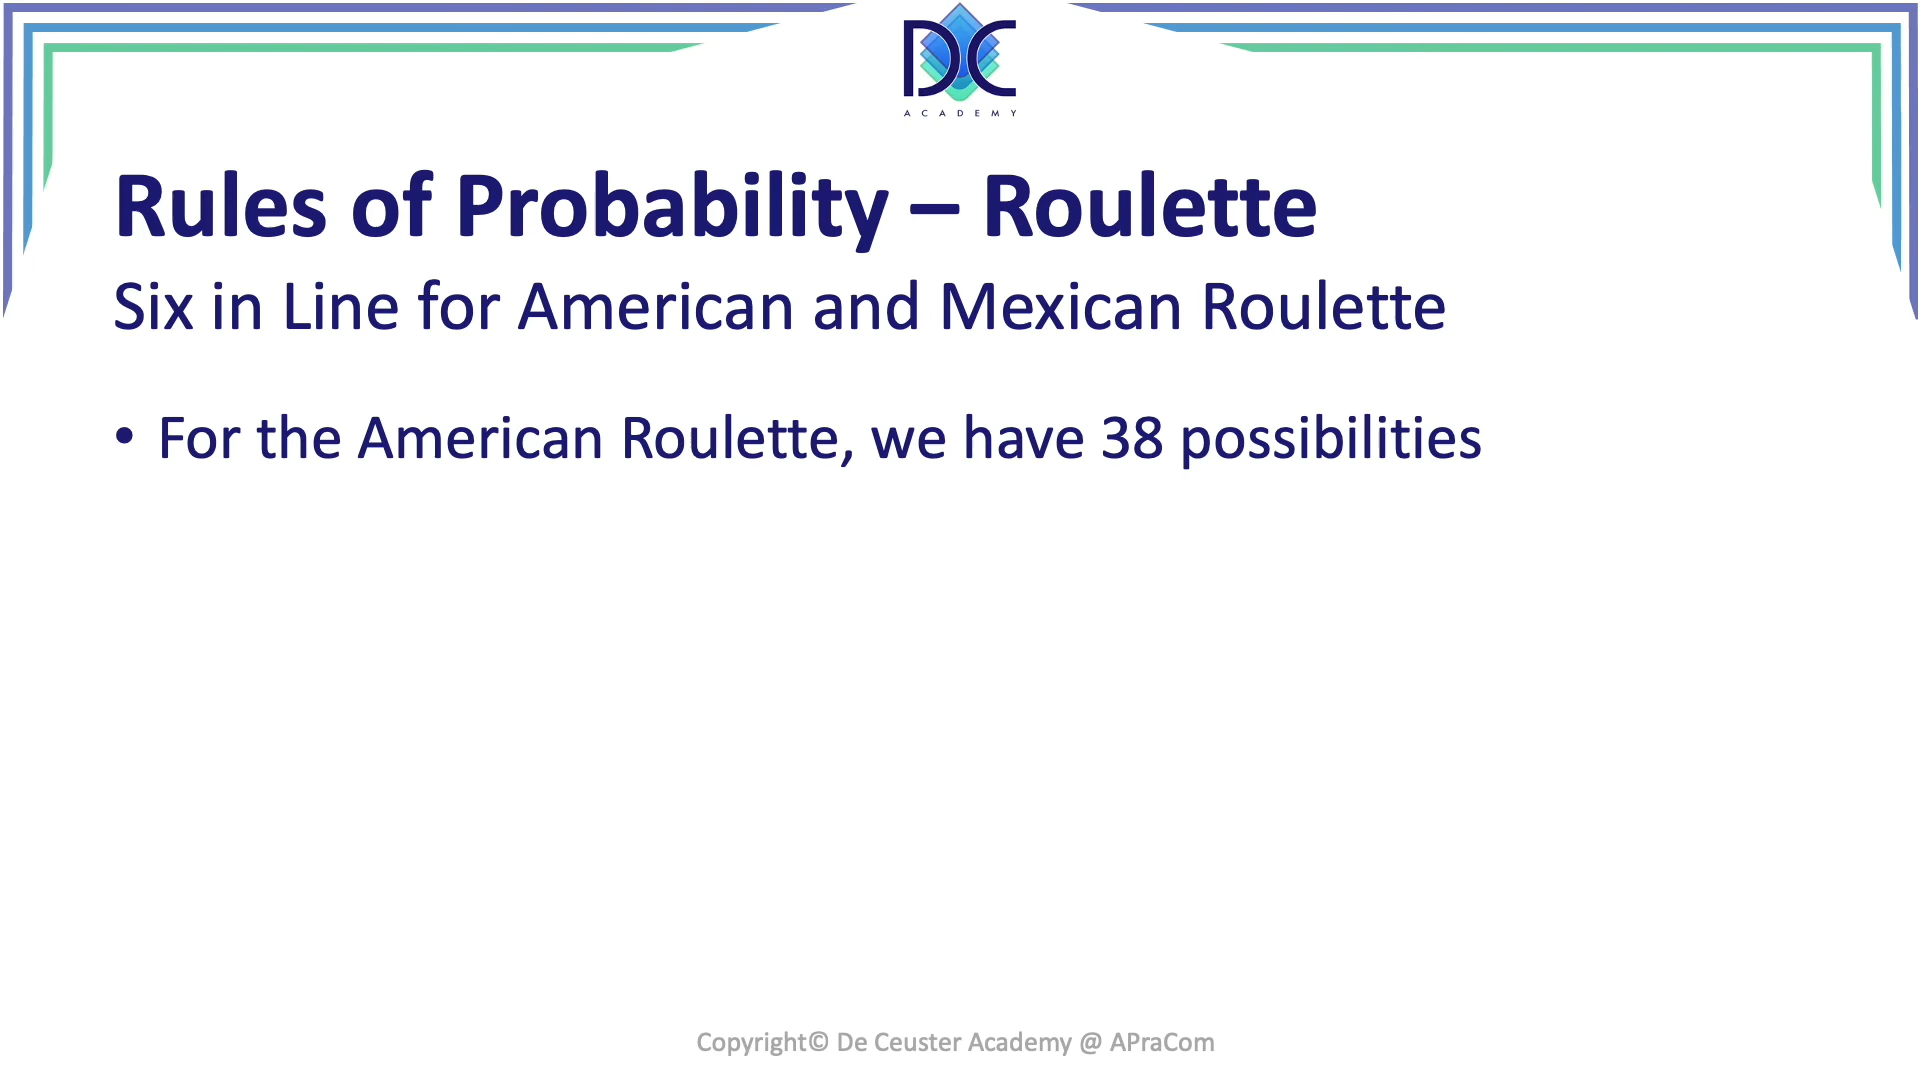 DC
ACADEMY
Rules of Probability – Roulette
Six in Line for American and Mexican Roulette
• For the American Roulette, we have 38 possibilities
Copyright© De Ceuster Academy @ APraCom